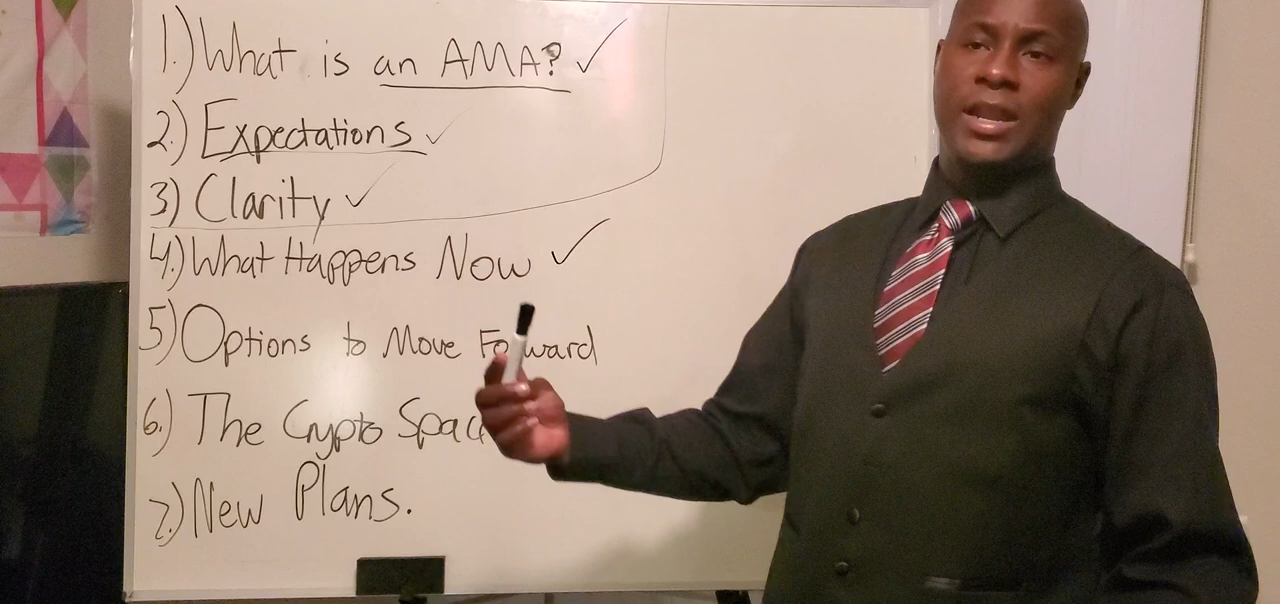 1.) What is an AMA? ✓
2.) Expectations ✓
3) Clarity ✓
4.) What Happens Now ✓
5) Options to Move Forward
6.) The Crypto Spac
7.) New Plans.